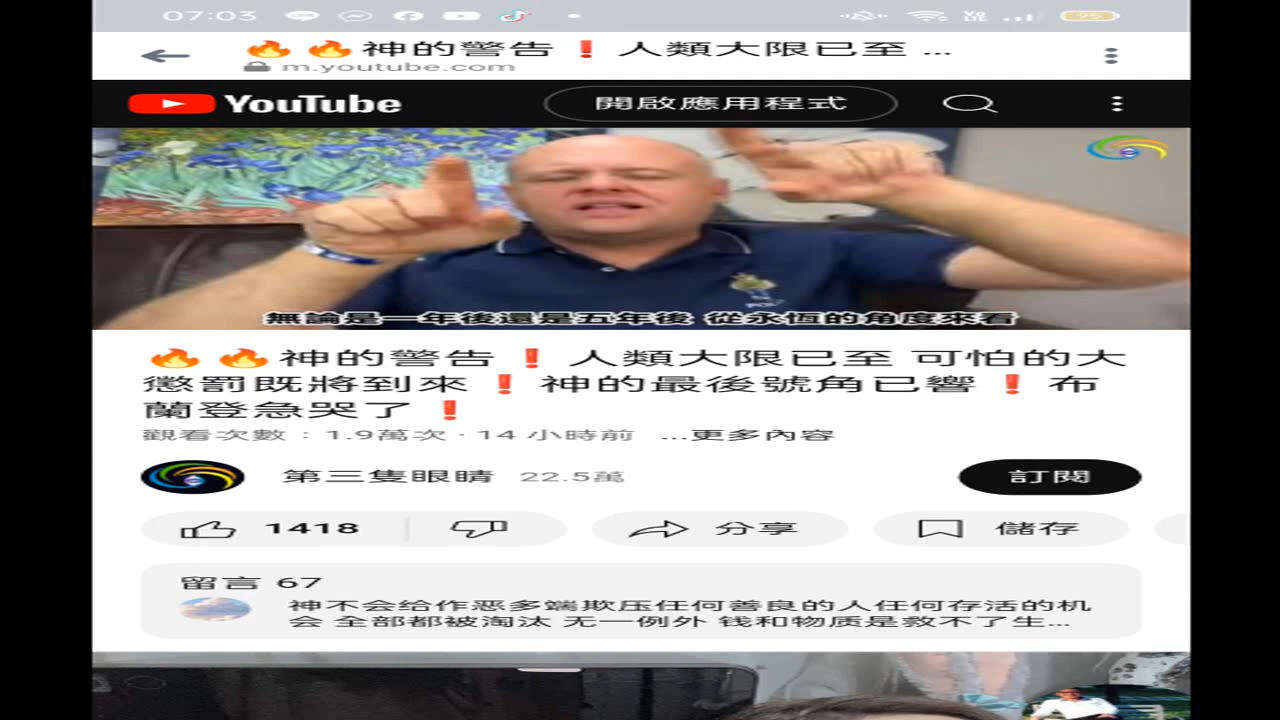 07:03
VO LTE
95
🔥🔥神的警告❗人類大限已至 ...
m.youtube.com
YouTube
開啟應用程式
無論是一年後還是五年後 從永恆的角度來看
🔥🔥神的警告❗人類大限已至 可怕的大
懲罰既將到來❗神的最後號角已響❗布
蘭登急哭了❗
觀看次數：1.9萬次 · 14 小時前 ...更多內容
第三隻眼睛 22.5萬
訂閱
1418
分享
儲存
留言 67
神不会给作恶多端欺压任何善良的人任何存活的机
会 全部都被淘汰 无一例外 钱和物质是救不了生...